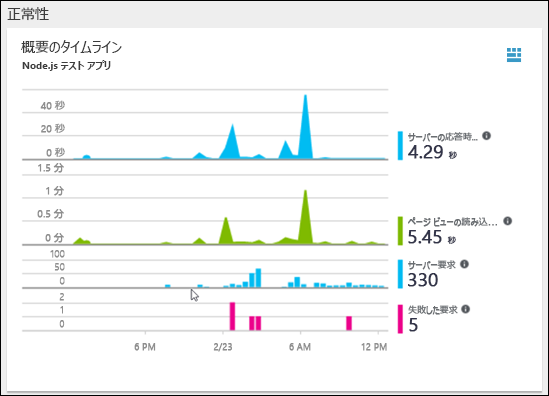 正常性
概要のタイムライン
Node.js テスト アプリ
40 秒
20 秒
0 秒
サーバーの応答時...
4.29 秒
1.5 分
1 分
0.5 分
0 分
ページ ビューの読み込...
5.45 秒
100
50
0
サーバー要求
330
2
1
0
失敗した要求
5
6 PM
2/23
6 AM
12 PM